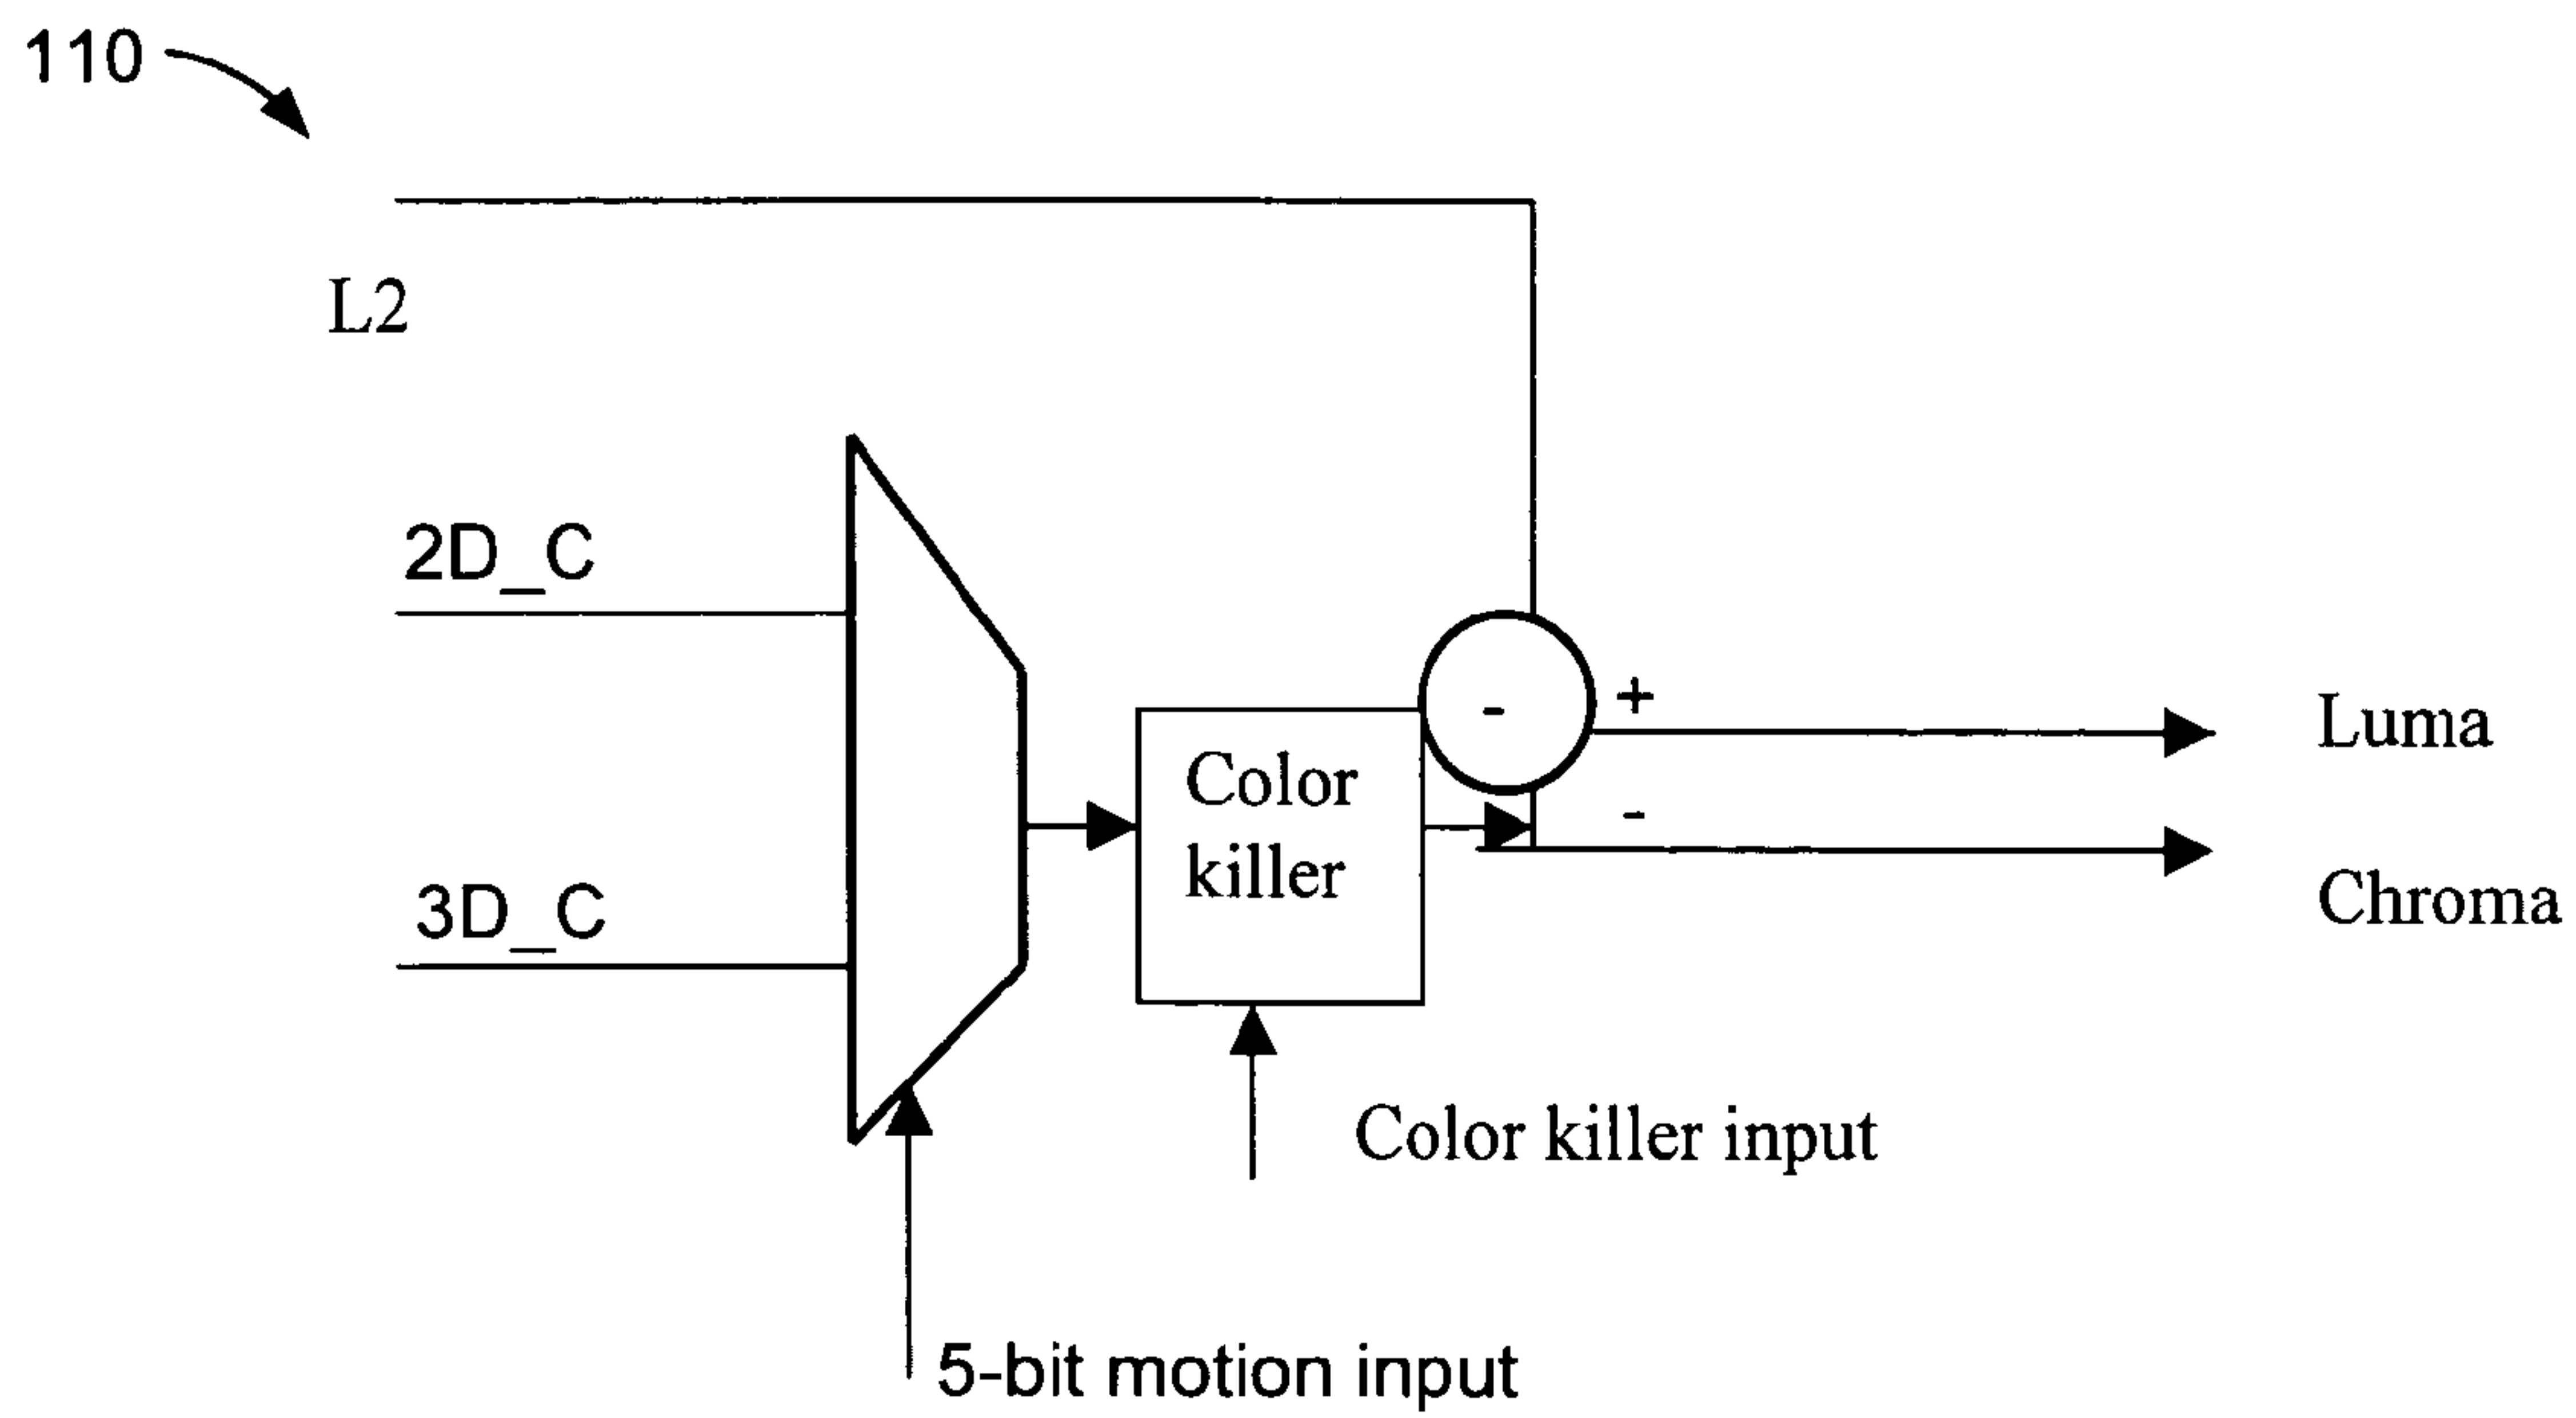 110
L2
2D_C
-
+
Luma
Color
killer
-
Chroma
3D_C
Color killer input
5-bit motion input